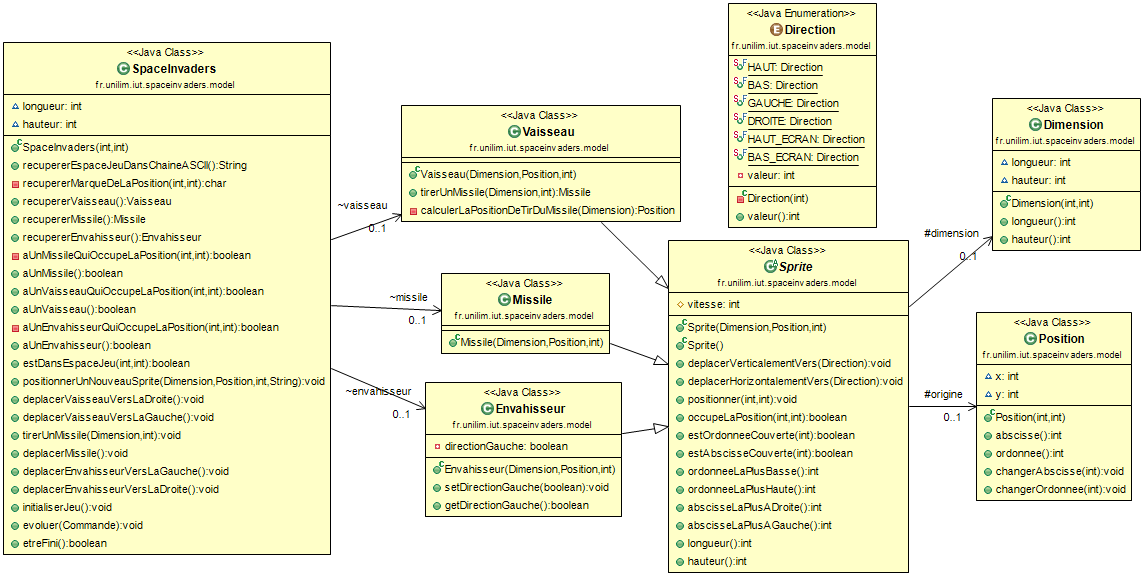 <<Java Class>>
SpaceInvaders
fr.unilim.iut.spaceinvaders.model
longueur: int
hauteur: int
SpaceInvaders(int,int)
recupererEspaceJeuDansChaineASCII():String
recupererMarqueDeLaPosition(int,int):char
recupererVaisseau():Vaisseau
recupererMissile():Missile
recupererEnvahisseur():Envahisseur
aUnMissileQuiOccupeLaPosition(int,int):boolean
aUnMissile():boolean
aUnVaisseauQuiOccupeLaPosition(int,int):boolean
aUnVaisseau():boolean
aUnEnvahisseurQuiOccupeLaPosition(int,int):boolean
aUnEnvahisseur():boolean
estDansEspaceJeu(int,int):boolean
positionnerUnNouveauSprite(Dimension,Position,int,String):void
deplacerVaisseauVersLaDroite():void
deplacerVaisseauVersLaGauche():void
tirerUnMissile(Dimension,int):void
deplacerMissile():void
deplacerEnvahisseurVersLaGauche():void
deplacerEnvahisseurVersLaDroite():void
initialiserJeu():void
evoluer(Commande):void
etreFini():boolean
~vaisseau
0..1
~missile
0..1
~envahisseur
0..1
<<Java Class>>
Vaisseau
fr.unilim.iut.spaceinvaders.model
Vaisseau(Dimension,Position,int)
tirerUnMissile(Dimension,int):Missile
calculerLaPositionDeTirDuMissile(Dimension):Position
<<Java Class>>
Missile
fr.unilim.iut.spaceinvaders.model
Missile(Dimension,Position,int)
<<Java Class>>
Envahisseur
fr.unilim.iut.spaceinvaders.model
directionGauche: boolean
Envahisseur(Dimension,Position,int)
setDirectionGauche(boolean):void
getDirectionGauche():boolean
<<Java Enumeration>>
Direction
fr.unilim.iut.spaceinvaders.model
HAUT: Direction
BAS: Direction
GAUCHE: Direction
DROITE: Direction
HAUT_ECRAN: Direction
BAS_ECRAN: Direction
valeur: int
Direction(int)
valeur():int
<<Java Class>>
Sprite
fr.unilim.iut.spaceinvaders.model
vitesse: int
Sprite(Dimension,Position,int)
Sprite()
deplacerVerticalementVers(Direction):void
deplacerHorizontalementVers(Direction):void
positionner(int,int):void
occupeLaPosition(int,int):boolean
estOrdonneeCouverte(int):boolean
estAbscisseCouverte(int):boolean
ordonneeLaPlusBasse():int
ordonneeLaPlusHaute():int
abscisseLaPlusADroite():int
abscisseLaPlusAGauche():int
longueur():int
hauteur():int
#dimension
0..1
#origine
0..1
<<Java Class>>
Dimension
fr.unilim.iut.spaceinvaders.model
longueur: int
hauteur: int
Dimension(int,int)
longueur():int
hauteur():int
<<Java Class>>
Position
fr.unilim.iut.spaceinvaders.model
x: int
y: int
Position(int,int)
abscisse():int
ordonnee():int
changerAbscisse(int):void
changerOrdonnee(int):void